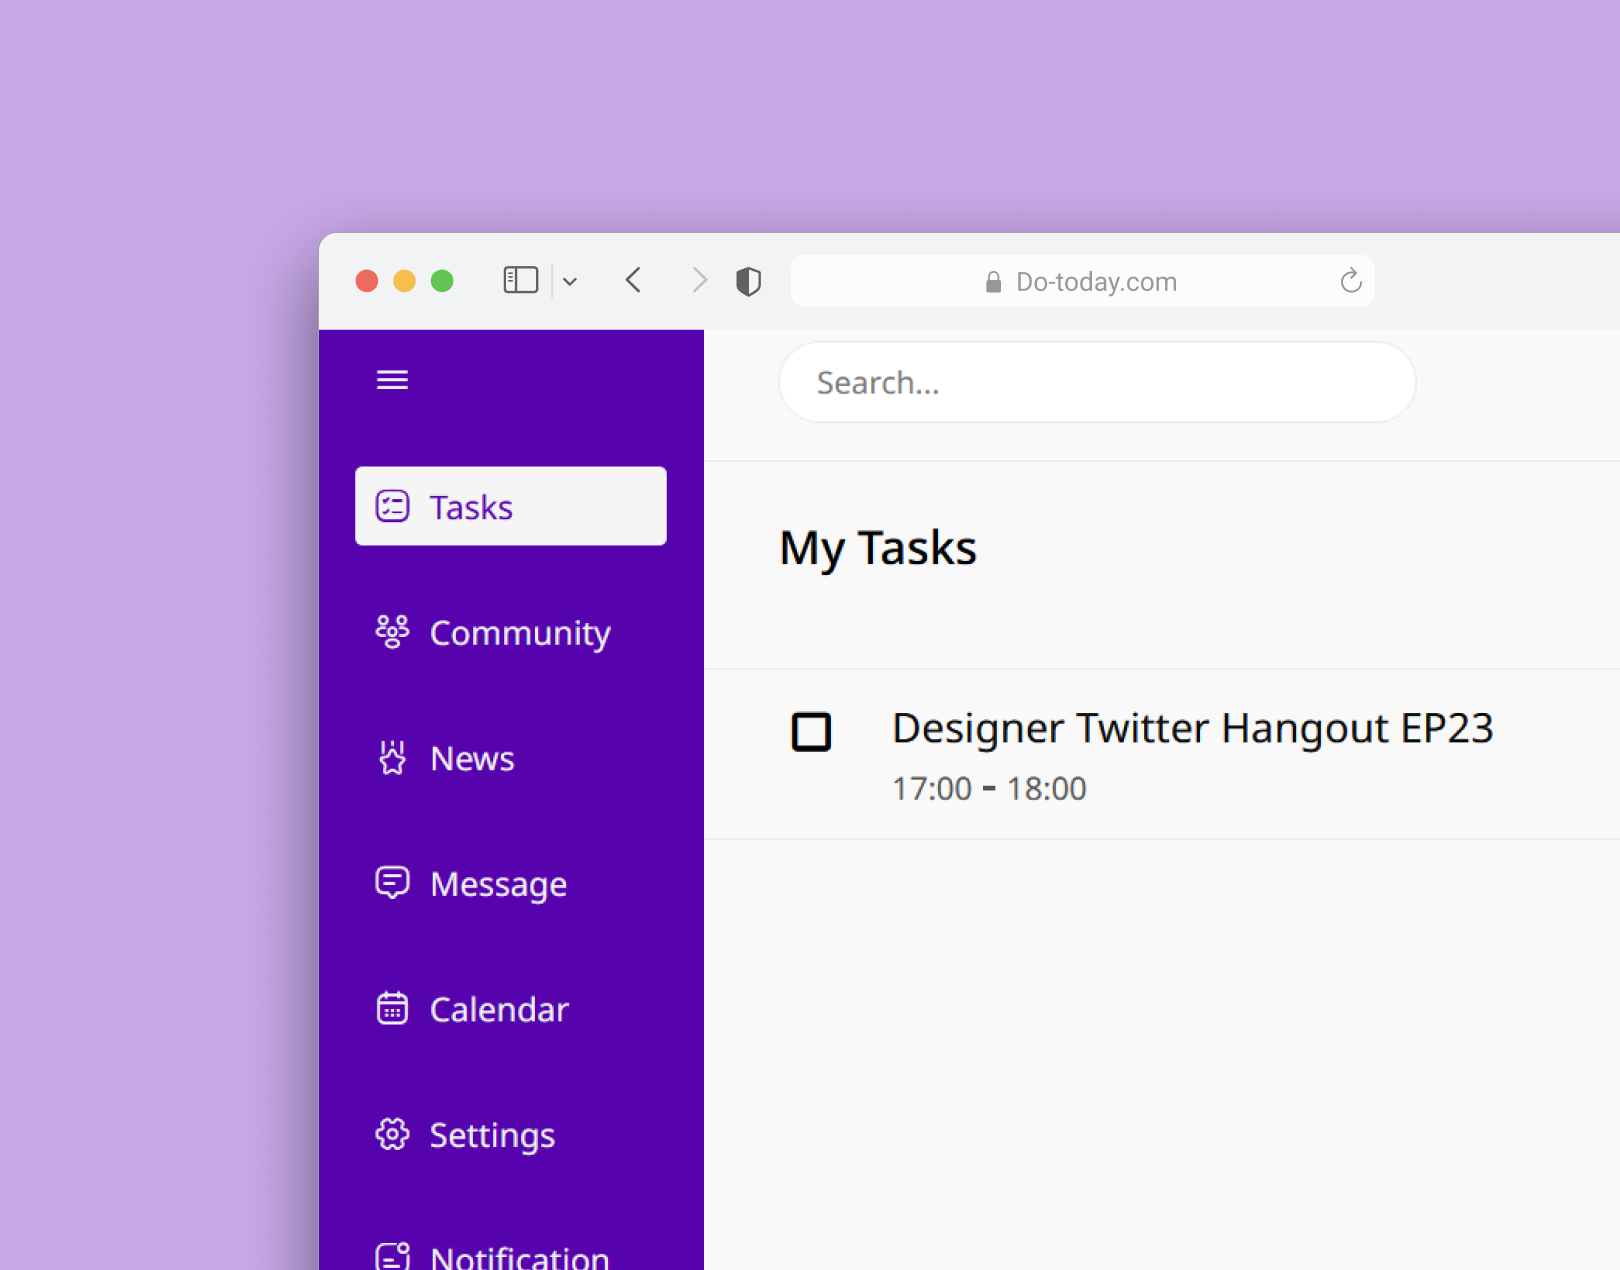 Do-today.com
Search...
Tasks
Community
News
Message
Calendar
Settings
Notification
My Tasks
Designer Twitter Hangout EP23
17:00 - 18:00